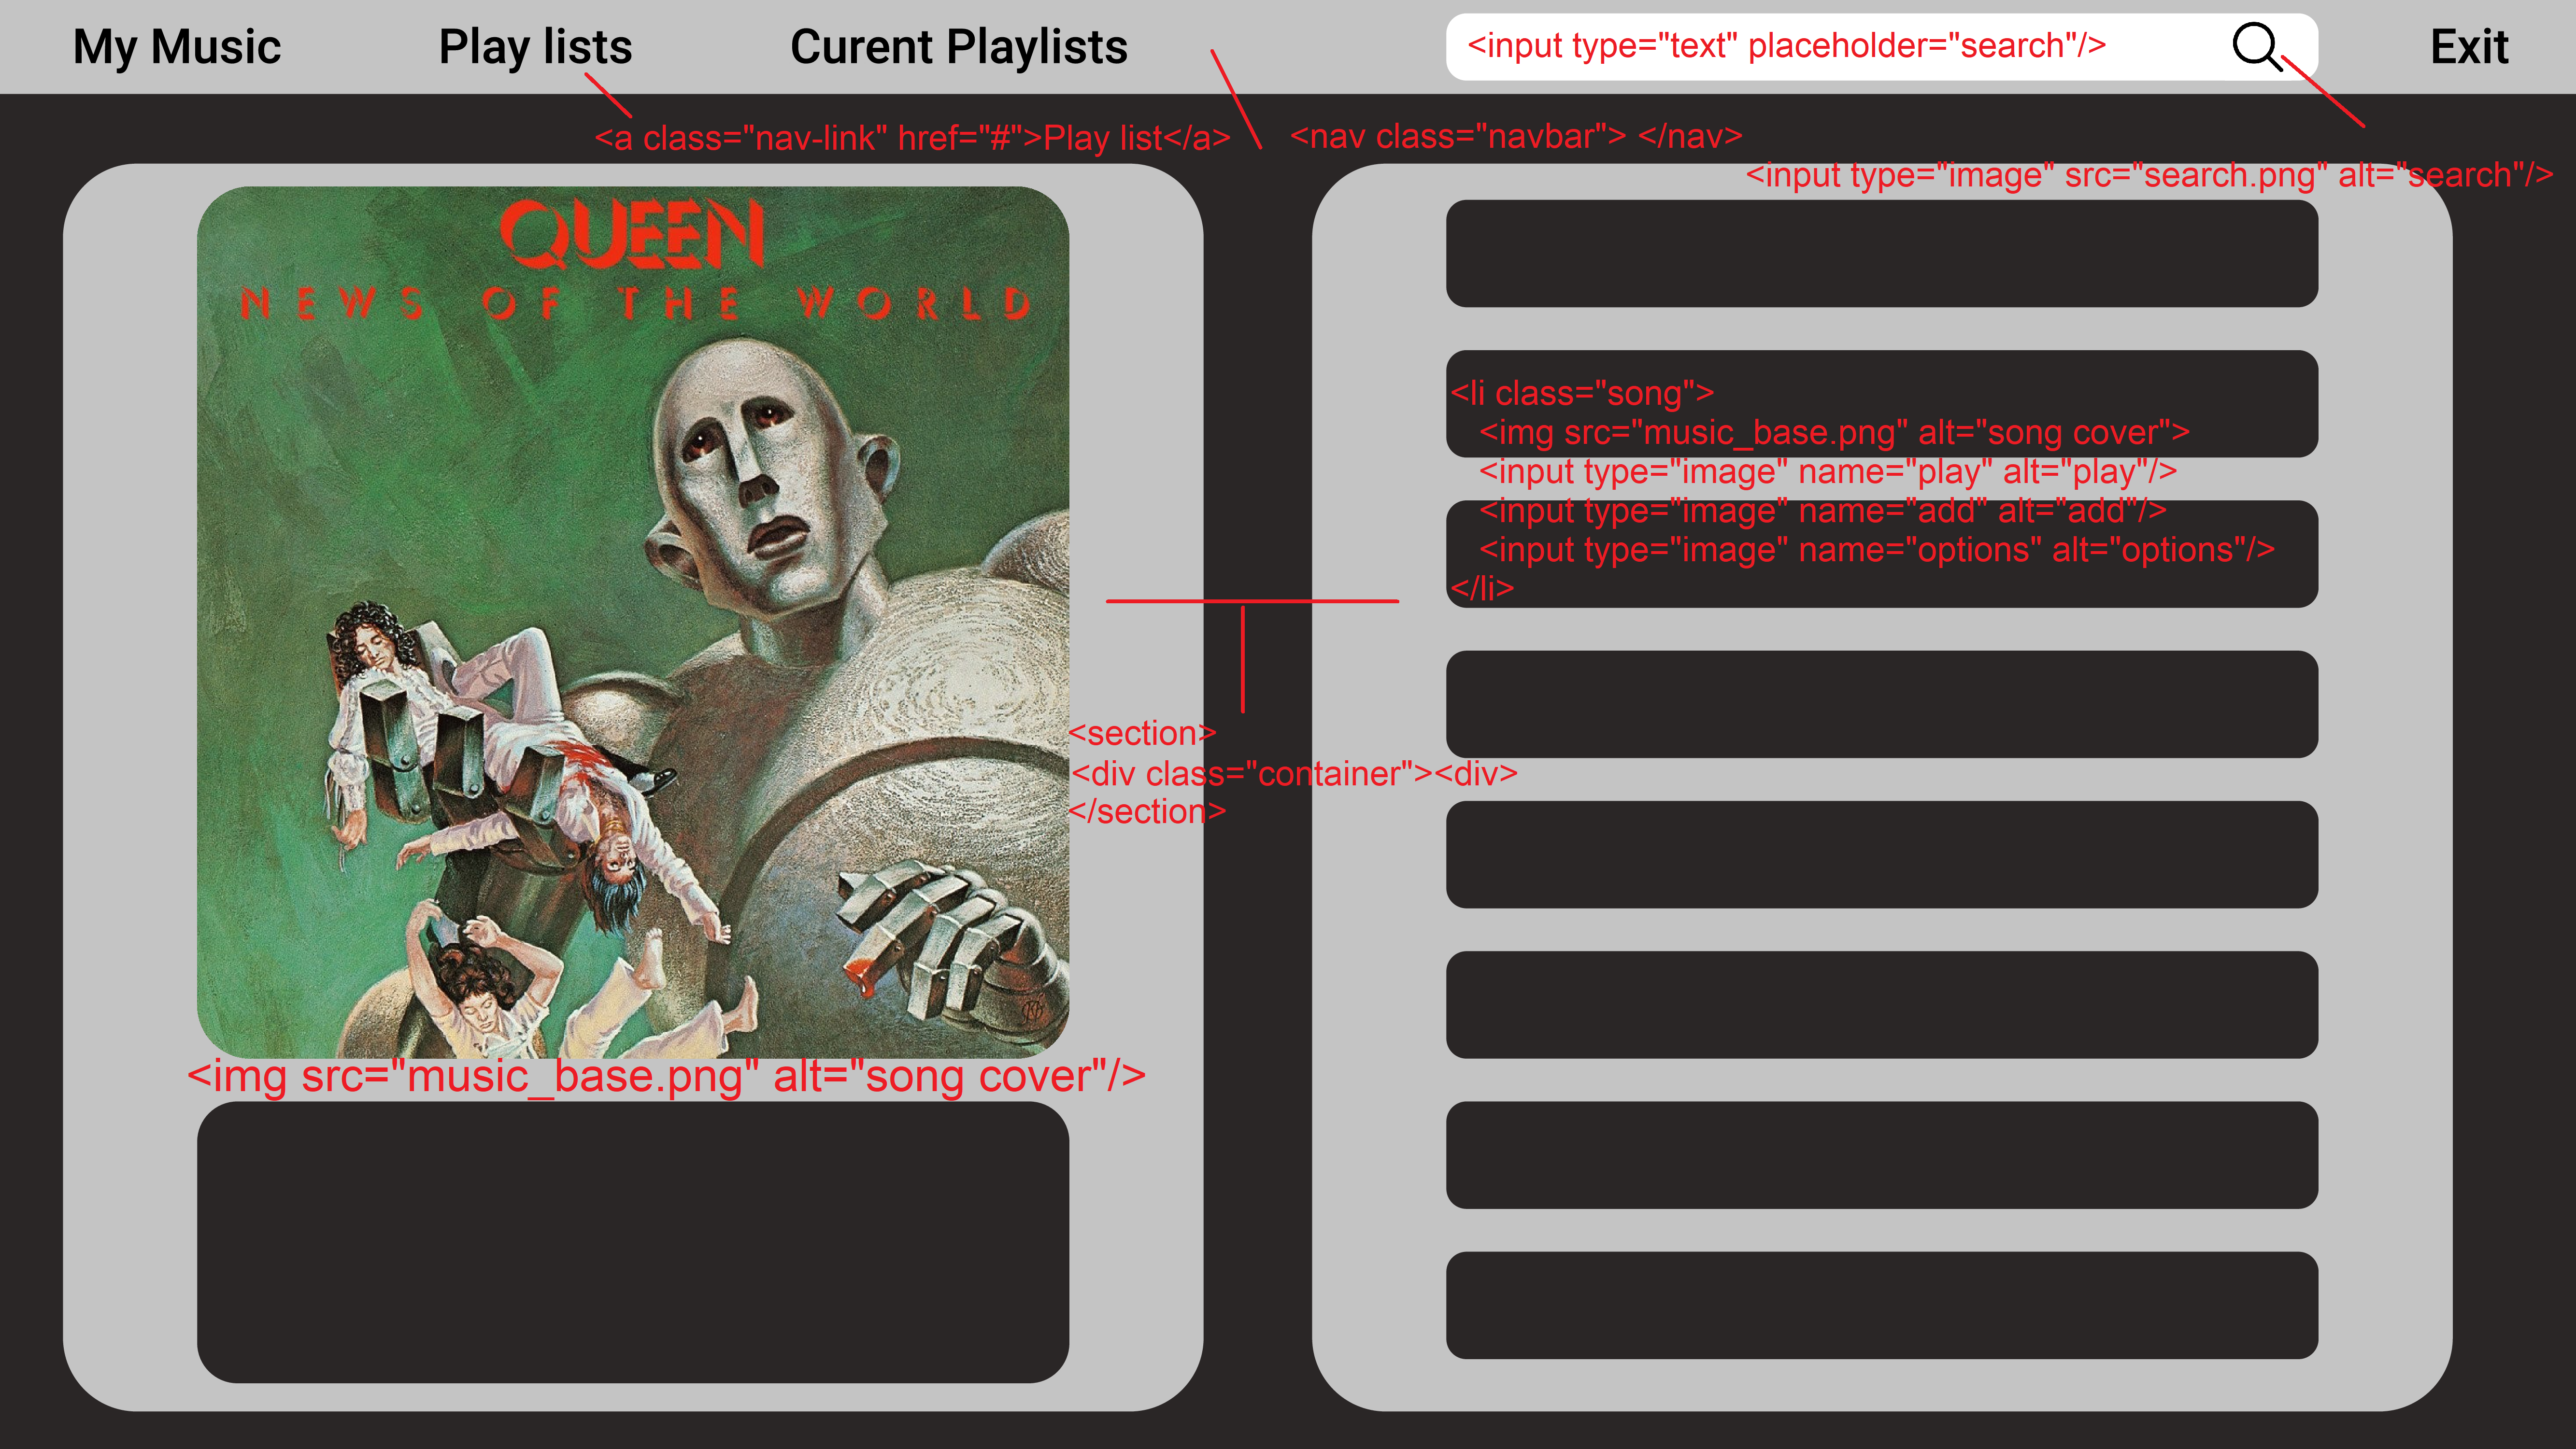 My Music
Play lists
Curent Playlists
<input type="text" placeholder="search"/>
Exit
<a class="nav-link" href="#">Play list</a>
<nav class="navbar"> </nav>
<input type="image" src="search.png" alt="search"/>
QUEEN
NEWS OF THE WORLD
<li class="song">
<img src="music_base.png" alt="song cover">
<input type="image" name="play" alt="play"/>
<input type="image" name="add" alt="add"/>
<input type="image" name="options" alt="options"/>
</li>
<section>
<div class="container"><div>
</section>
<img src="music_base.png" alt="song cover"/>